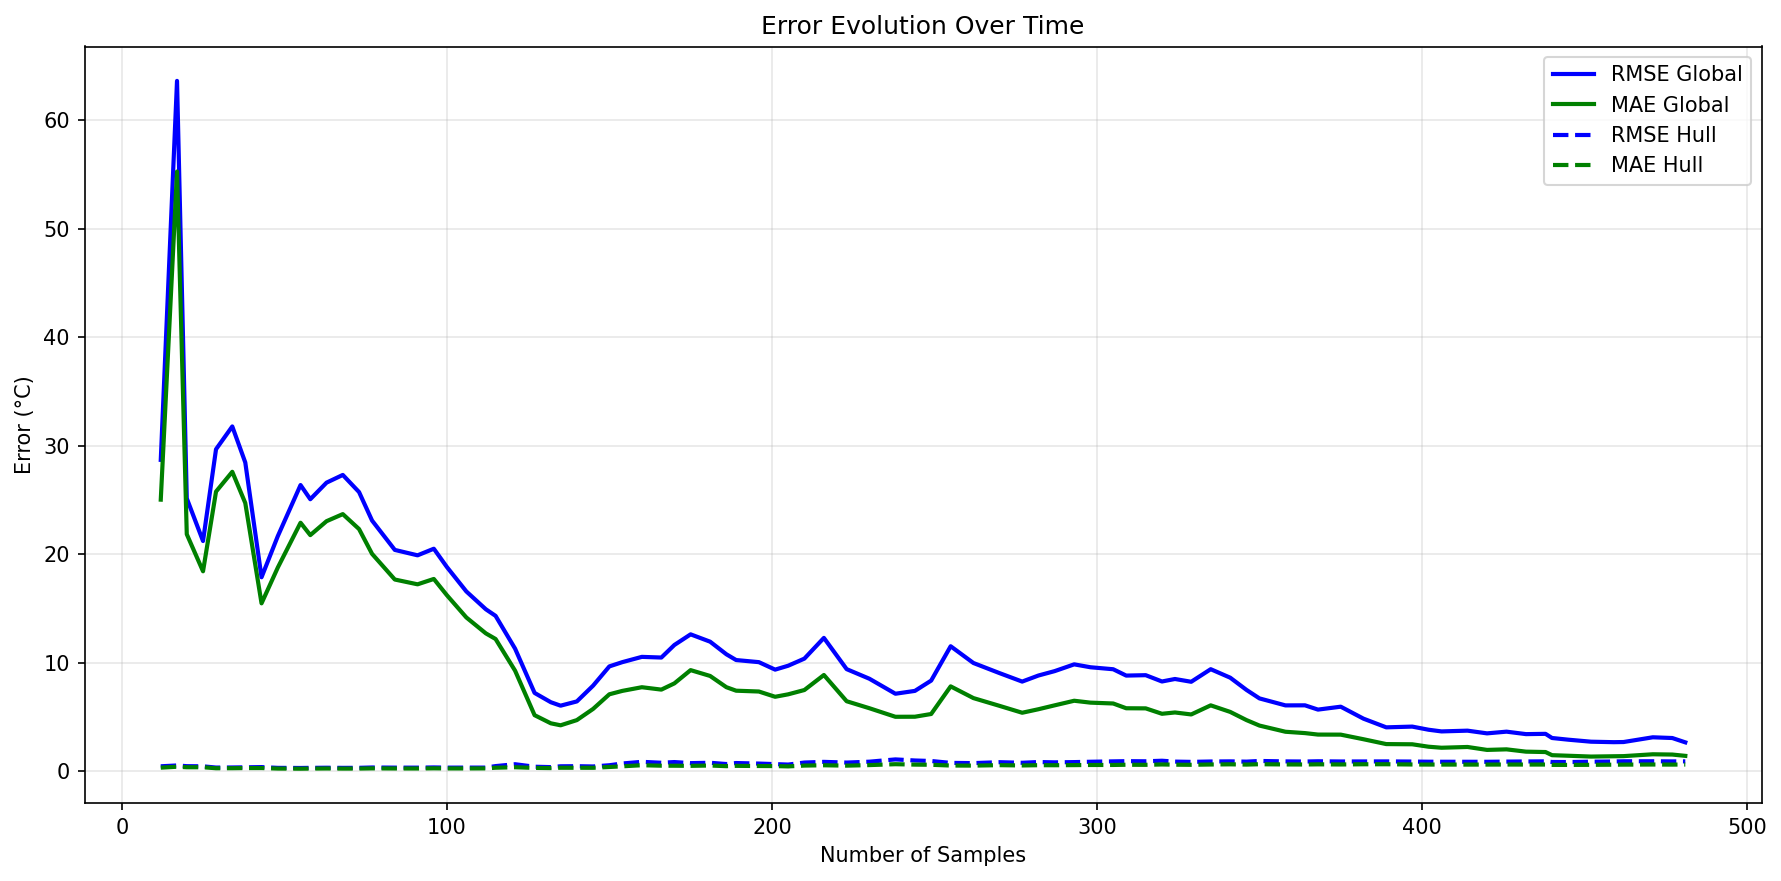 Error Evolution Over Time
RMSE Global
MAE Global
RMSE Hull
MAE Hull
Error (°C)
60
50
40
30
20
10
0
0 100 200 300 400 500
Number of Samples